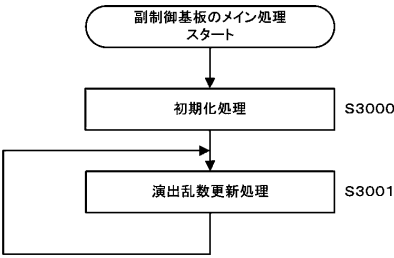 副制御基板のメイン処理
スタート
初期化処理
S3000
演出乱数更新処理
S3001